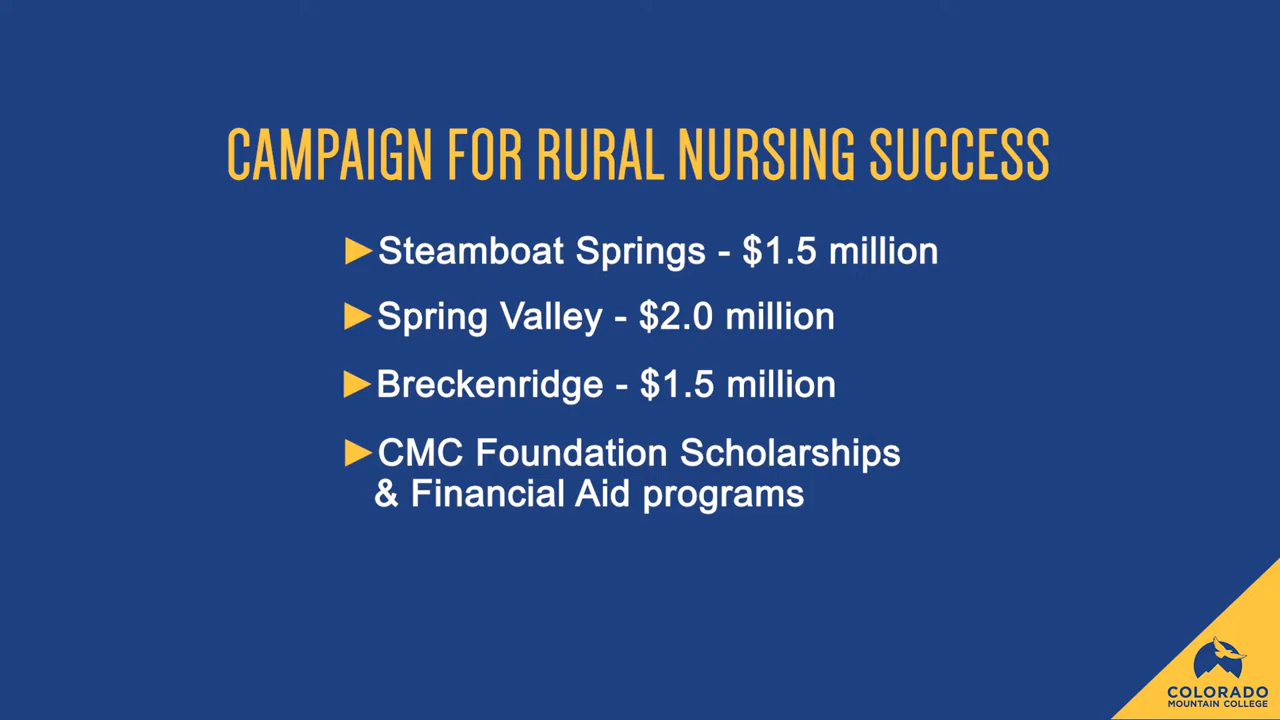 CAMPAIGN FOR RURAL NURSING SUCCESS
►Steamboat Springs - $1.5 million
►Spring Valley - $2.0 million
►Breckenridge - $1.5 million
►CMC Foundation Scholarships
& Financial Aid programs
COLORADO
MOUNTAIN COLLEGE